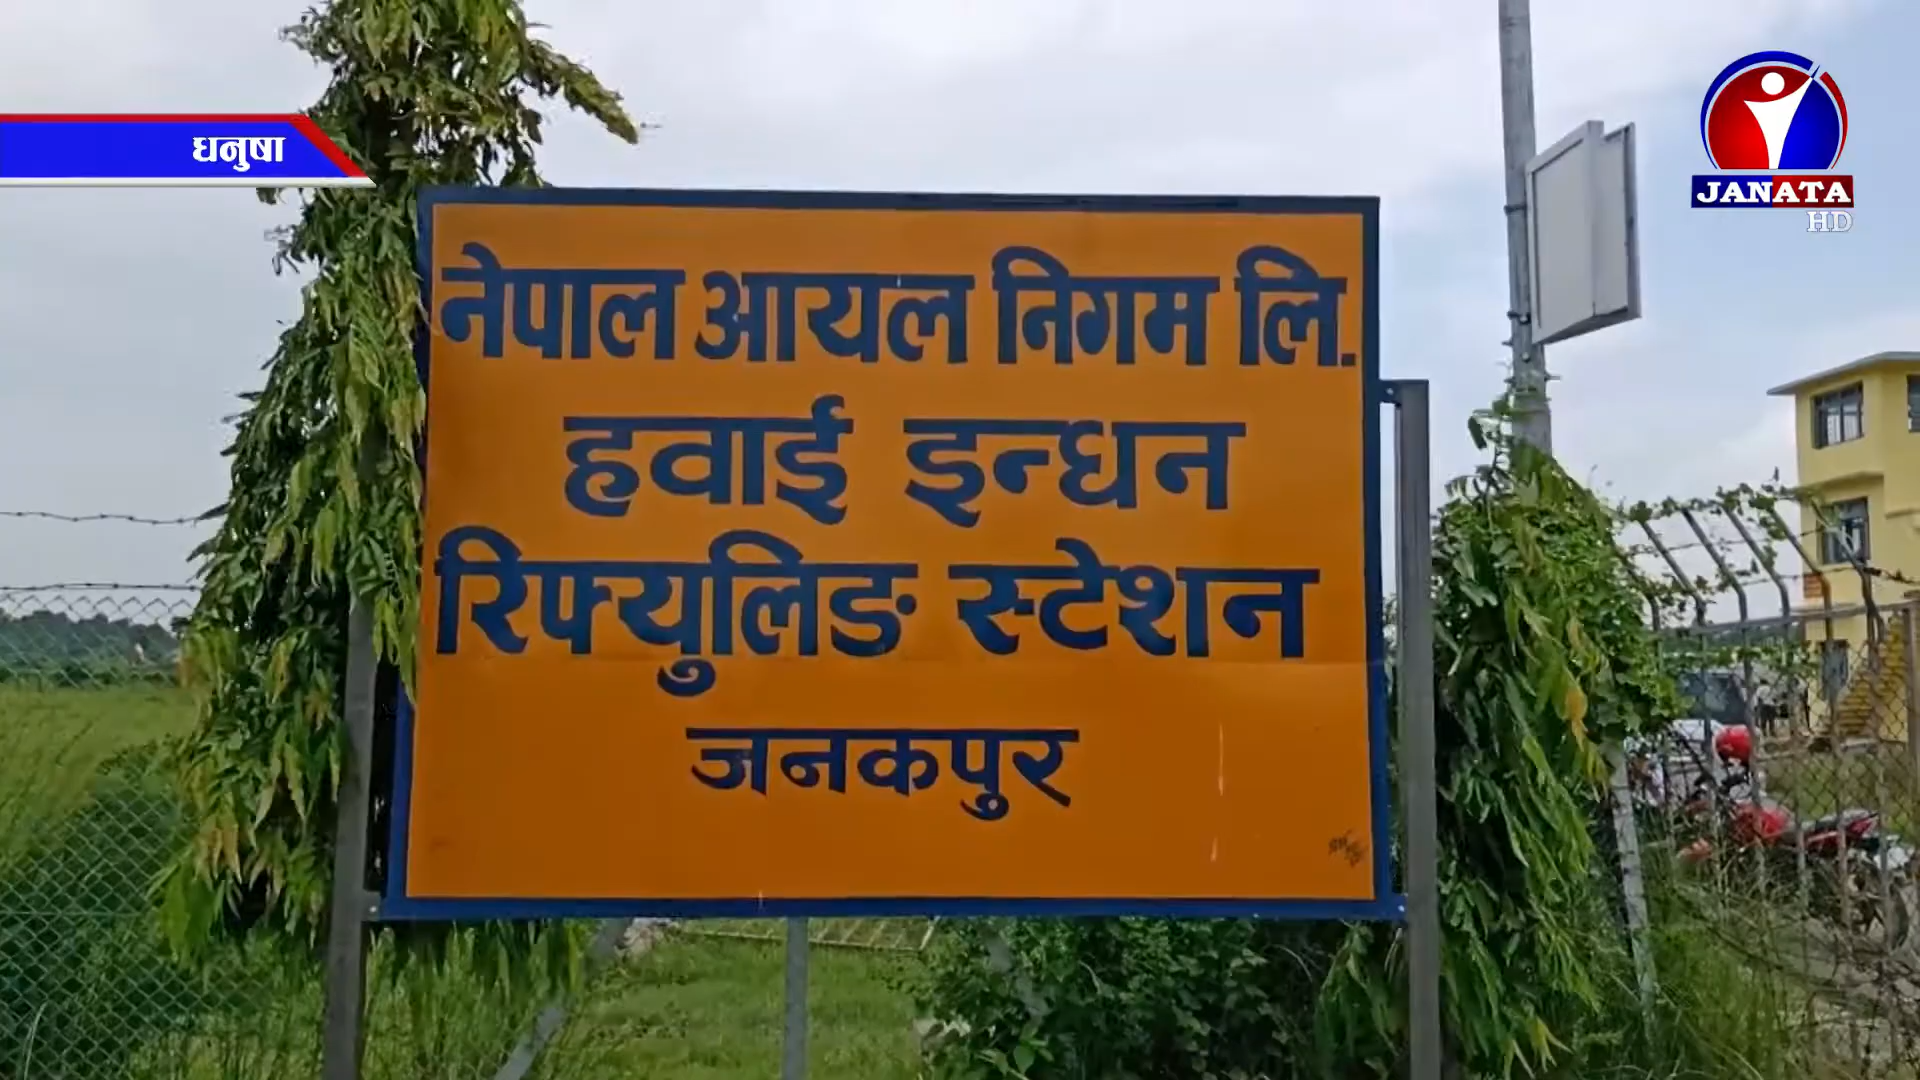 धनुषा
JANATA
HD
नेपाल आयल निगम लि.
हवाई इन्धन
रिफ्युलिङ स्टेशन
जनकपुर